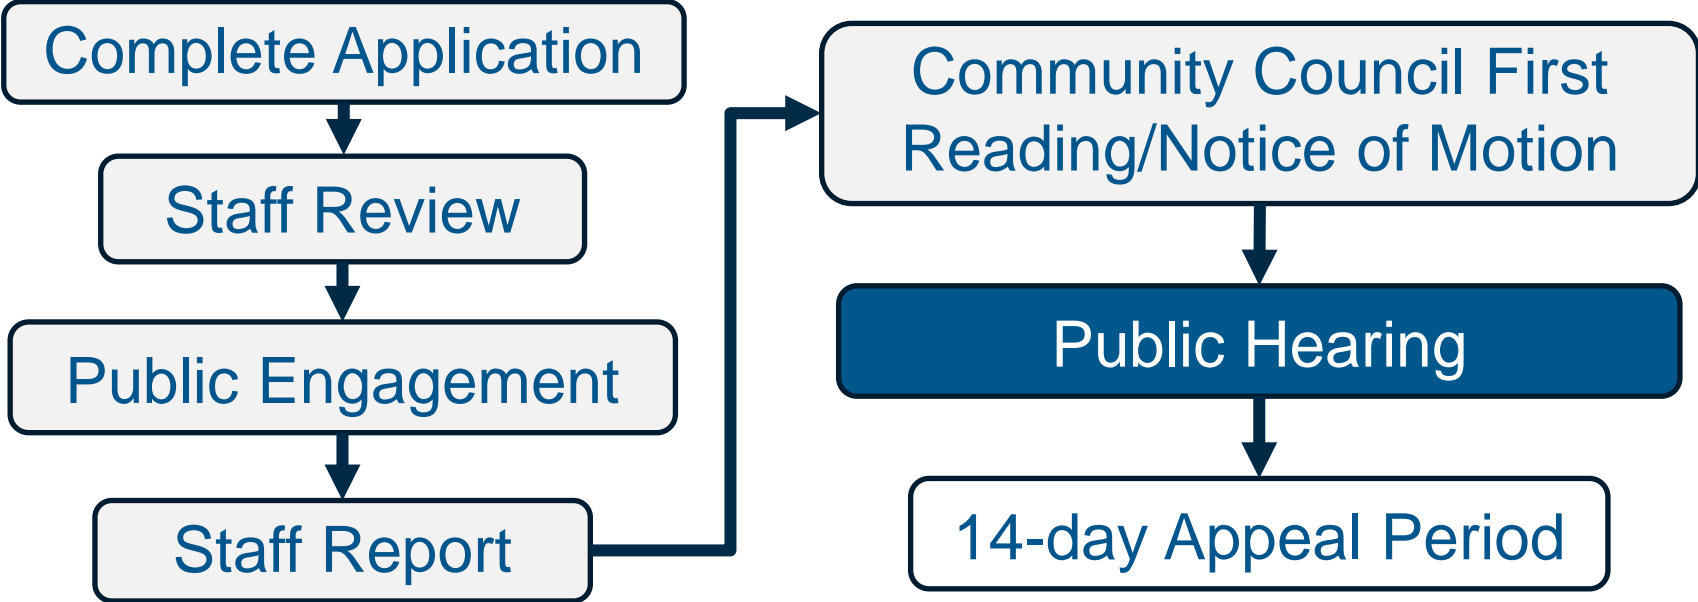 Complete Application
Staff Review
Public Engagement
Staff Report
Community Council First
Reading/Notice of Motion
Public Hearing
14-day Appeal Period